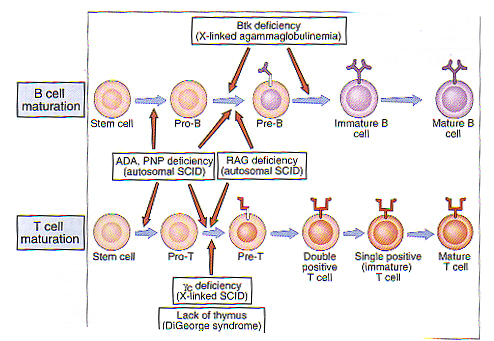 Btk deficiency
(X-linked agammaglobulinemia)
B cell
maturation
Stem cell
Pro-B
Pre-B
Immature B
cell
Mature B
cell
ADA, PNP deficiency
(autosomal SCID)
RAG deficiency
(autosomal SCID)
T cell
maturation
Stem cell
Pro-T
Pre-T
Double
positive
T cell
Single positive
(immature)
T cell
Mature
T cell
γc deficiency
(X-linked SCID)
Lack of thymus
(DiGeorge syndrome)